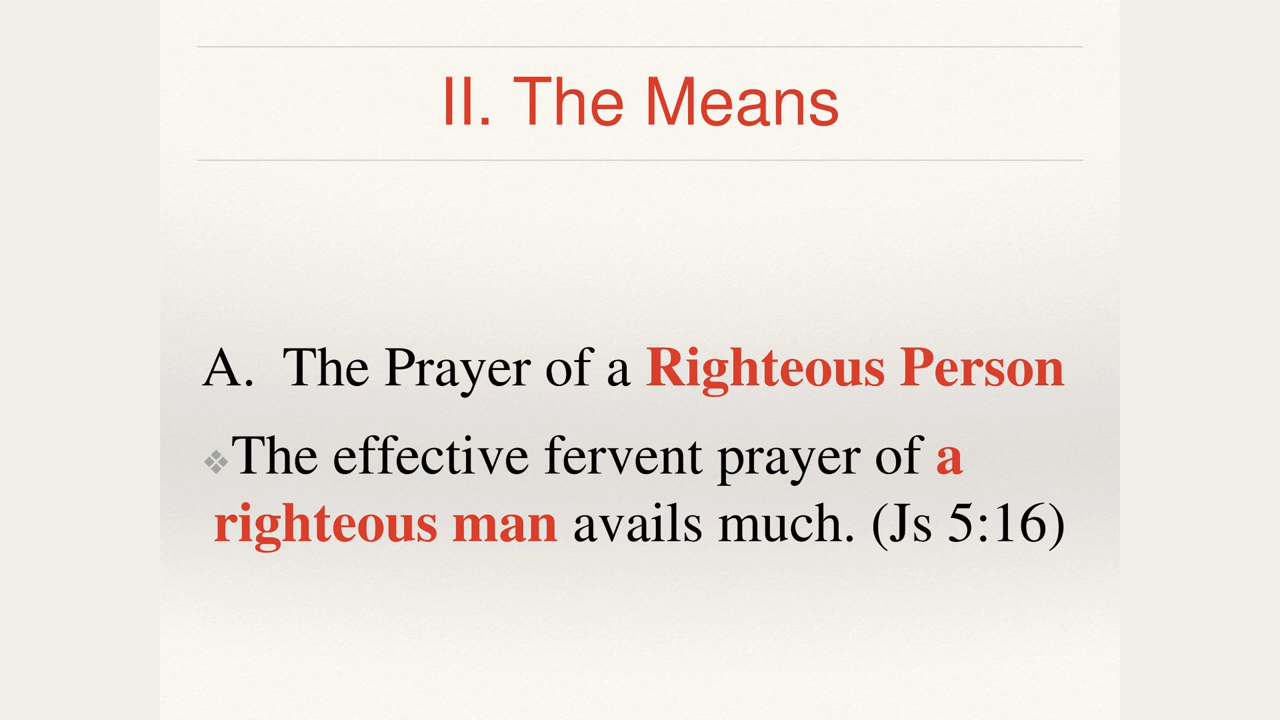 II. The Means
A. The Prayer of a Righteous Person
❖The effective fervent prayer of a
righteous man avails much. (Js 5:16)